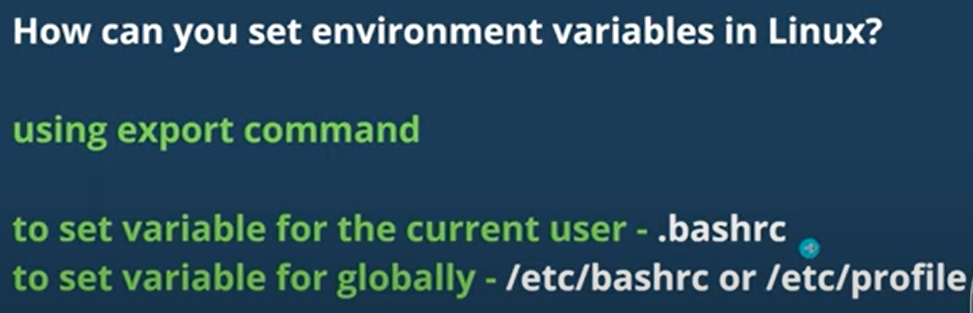 How can you set environment variables in Linux?
using export command
to set variable for the current user - .bashrc
to set variable for globally - /etc/bashrc or /etc/profile